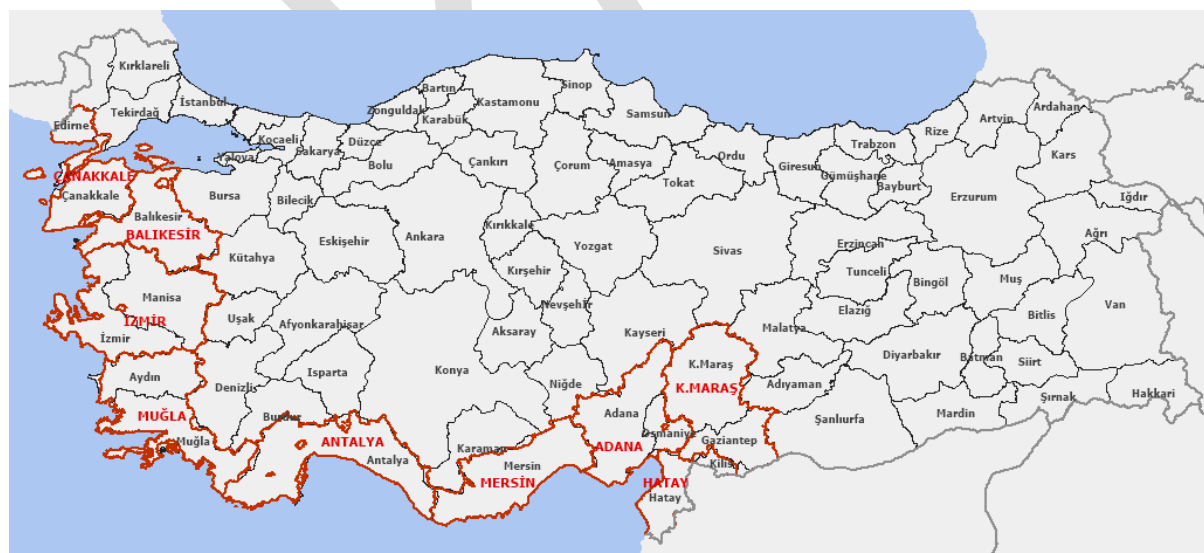 Kırklareli
Edirne
Tekirdağ
İstanbul
Kocaeli
Yalova
Sakarya
Düzce
Zonguldak
Bartın
Karabük
Kastamonu
Sinop
Samsun
Bolu
Çankırı
Çorum
Amasya
Ordu
Tokat
Giresun
Gümüşhane
Trabzon
Bayburt
Rize
Artvin
Ardahan
Kars
Erzurum
Iğdır
Ağrı
ÇANAKKALE
Çanakkale
Balıkesir
BALIKESİR
Bursa
Bilecik
Eskişehir
Kütahya
Ankara
Kırıkkale
Kırşehir
Yozgat
Sivas
Erzincan
Tunceli
Bingöl
Muş
Elazığ
Bitlis
Van
Manisa
İZMİR
İzmir
Uşak
Afyonkarahisar
Nevşehir
Aksaray
Kayseri
Malatya
Diyarbakır
Batman
Siirt
Hakkari
Şırnak
Mardin
Şanlıurfa
Adıyaman
K.Maraş
K.MARAŞ
Aydın
Denizli
Isparta
Konya
Niğde
MUĞLA
Muğla
Burdur
ANTALYA
Antalya
Karaman
Mersin
MERSİN
Adana
ADANA
Osmaniye
Gaziantep
Kilis
HATAY
Hatay